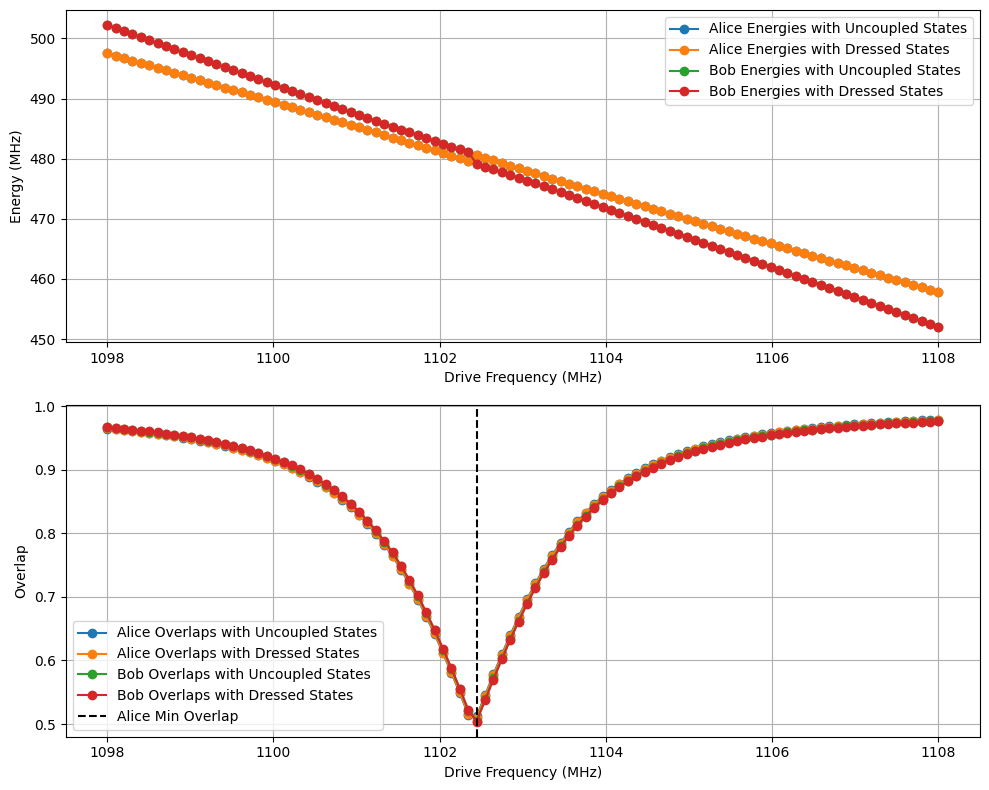 500
490
480
470
460
450
Energy (MHz)
Alice Energies with Uncoupled States
Alice Energies with Dressed States
Bob Energies with Uncoupled States
Bob Energies with Dressed States
1098 1100 1102 1104 1106 1108
Drive Frequency (MHz)
1.0
0.9
0.8
0.7
0.6
0.5
Overlap
Alice Overlaps with Uncoupled States
Alice Overlaps with Dressed States
Bob Overlaps with Uncoupled States
Bob Overlaps with Dressed States
Alice Min Overlap
1098 1100 1102 1104 1106 1108
Drive Frequency (MHz)